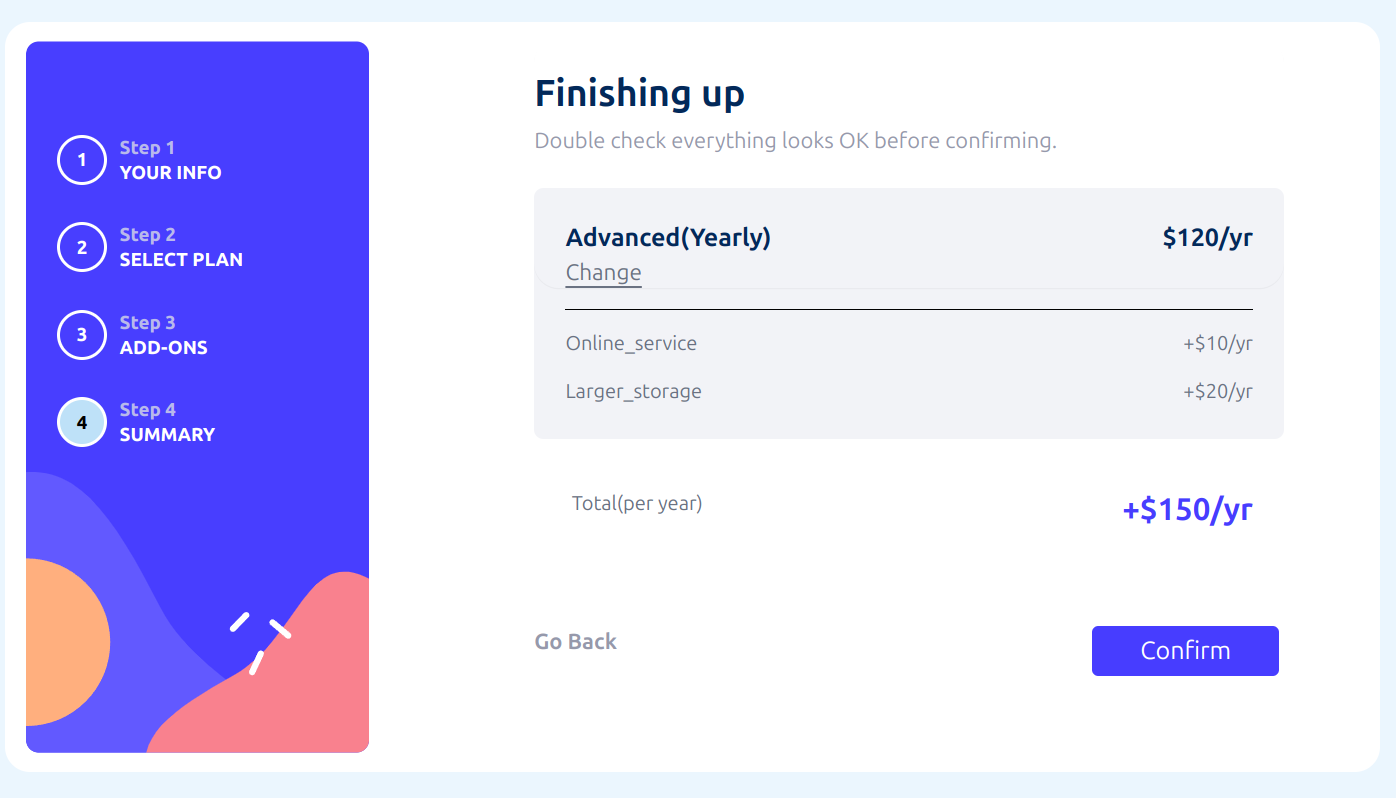 1
Step 1
YOUR INFO
2
Step 2
SELECT PLAN
3
Step 3
ADD-ONS
4
Step 4
SUMMARY
Finishing up
Double check everything looks OK before confirming.
Advanced(Yearly) $120/yr
Change
Online_service +$10/yr
Larger_storage +$20/yr
Total(per year) +$150/yr
Go Back Confirm